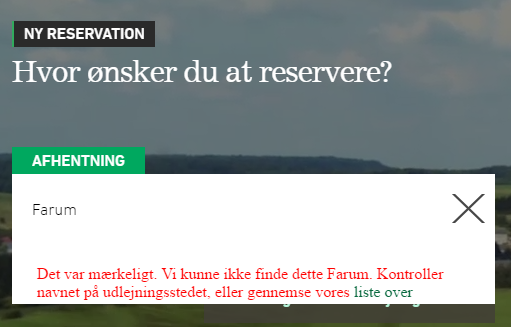 NY RESERVATION
Hvor ønsker du at reservere?
AFHENTNING
Farum
Det var mærkeligt. Vi kunne ikke finde dette Farum. Kontroller
navnet på udlejningsstedet, eller gennemse vores liste over